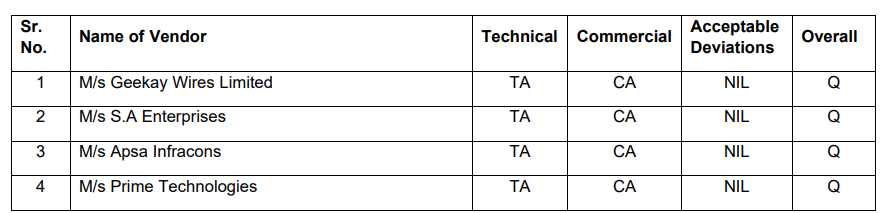 Sr. No. Name of Vendor Technical Commercial Acceptable Deviations Overall
1 M/s Geekay Wires Limited TA CA NIL Q
2 M/s S.A Enterprises TA CA NIL Q
3 M/s Apsa Infracons TA CA NIL Q
4 M/s Prime Technologies TA CA NIL Q